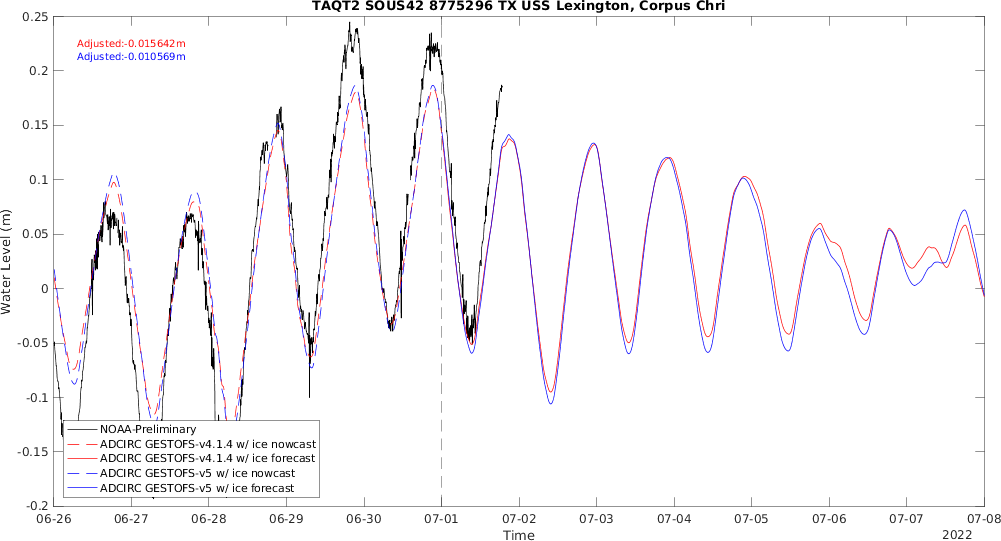 TAQT2 SOUS42 8775296 TX USS Lexington, Corpus Chri
Adjusted:-0.015642m
Adjusted:-0.010569m
Water Level (m)
0.25
0.2
0.15
0.1
0.05
0
-0.05
-0.1
-0.15
-0.2
NOAA-Preliminary
ADCIRC GESTOFS-v4.1.4 w/ ice nowcast
ADCIRC GESTOFS-v4.1.4 w/ ice forecast
ADCIRC GESTOFS-v5 w/ ice nowcast
ADCIRC GESTOFS-v5 w/ ice forecast
06-26 06-27 06-28 06-29 06-30 07-01 07-02 07-03 07-04 07-05 07-06 07-07 07-08
Time
2022